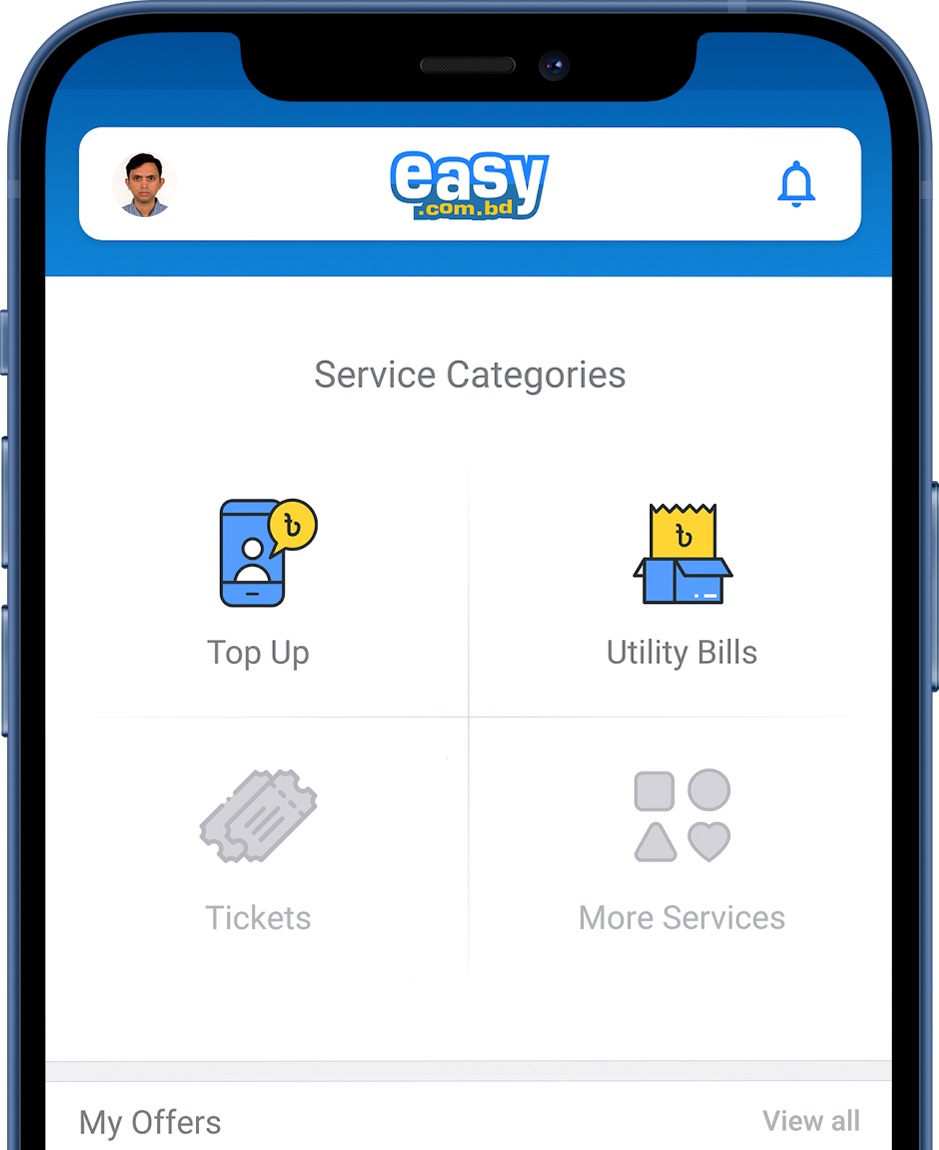 easy
.com.bd
Service Categories
৳
৳
Top Up
Utility Bills
Tickets
More Services
My Offers
View all